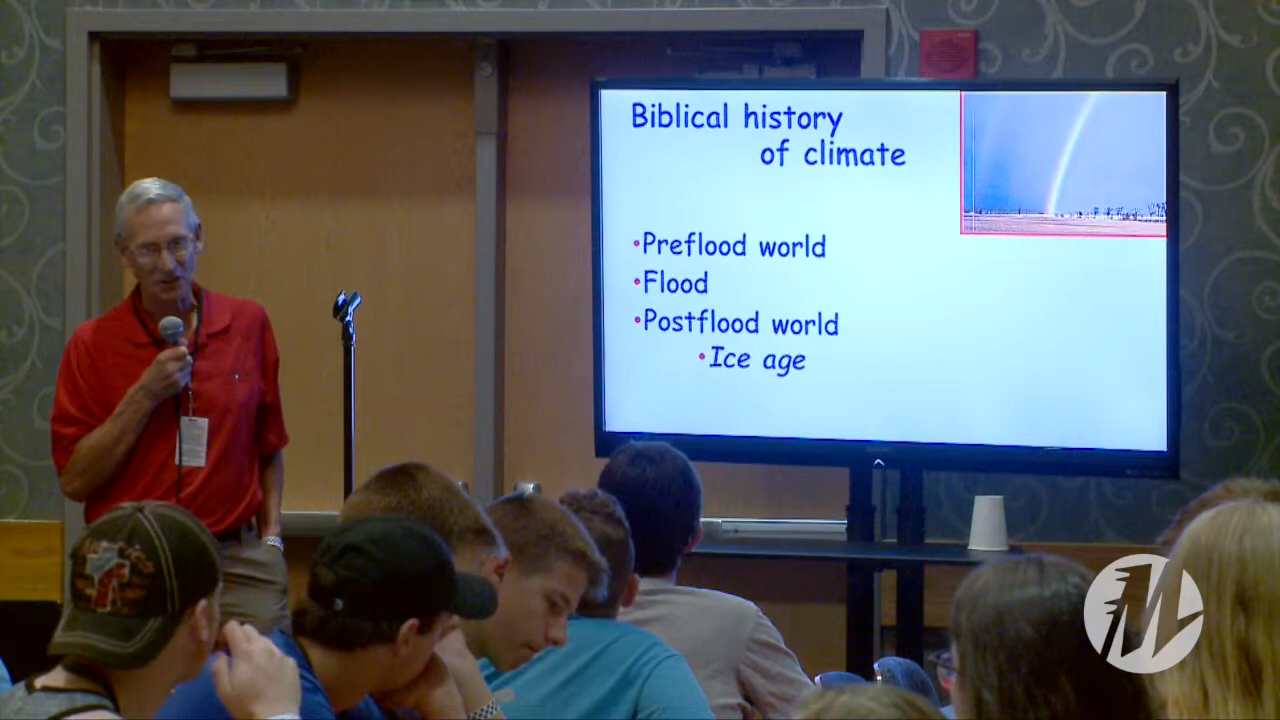 Biblical history
of climate
•Preflood world
•Flood
•Postflood world
•Ice age
M